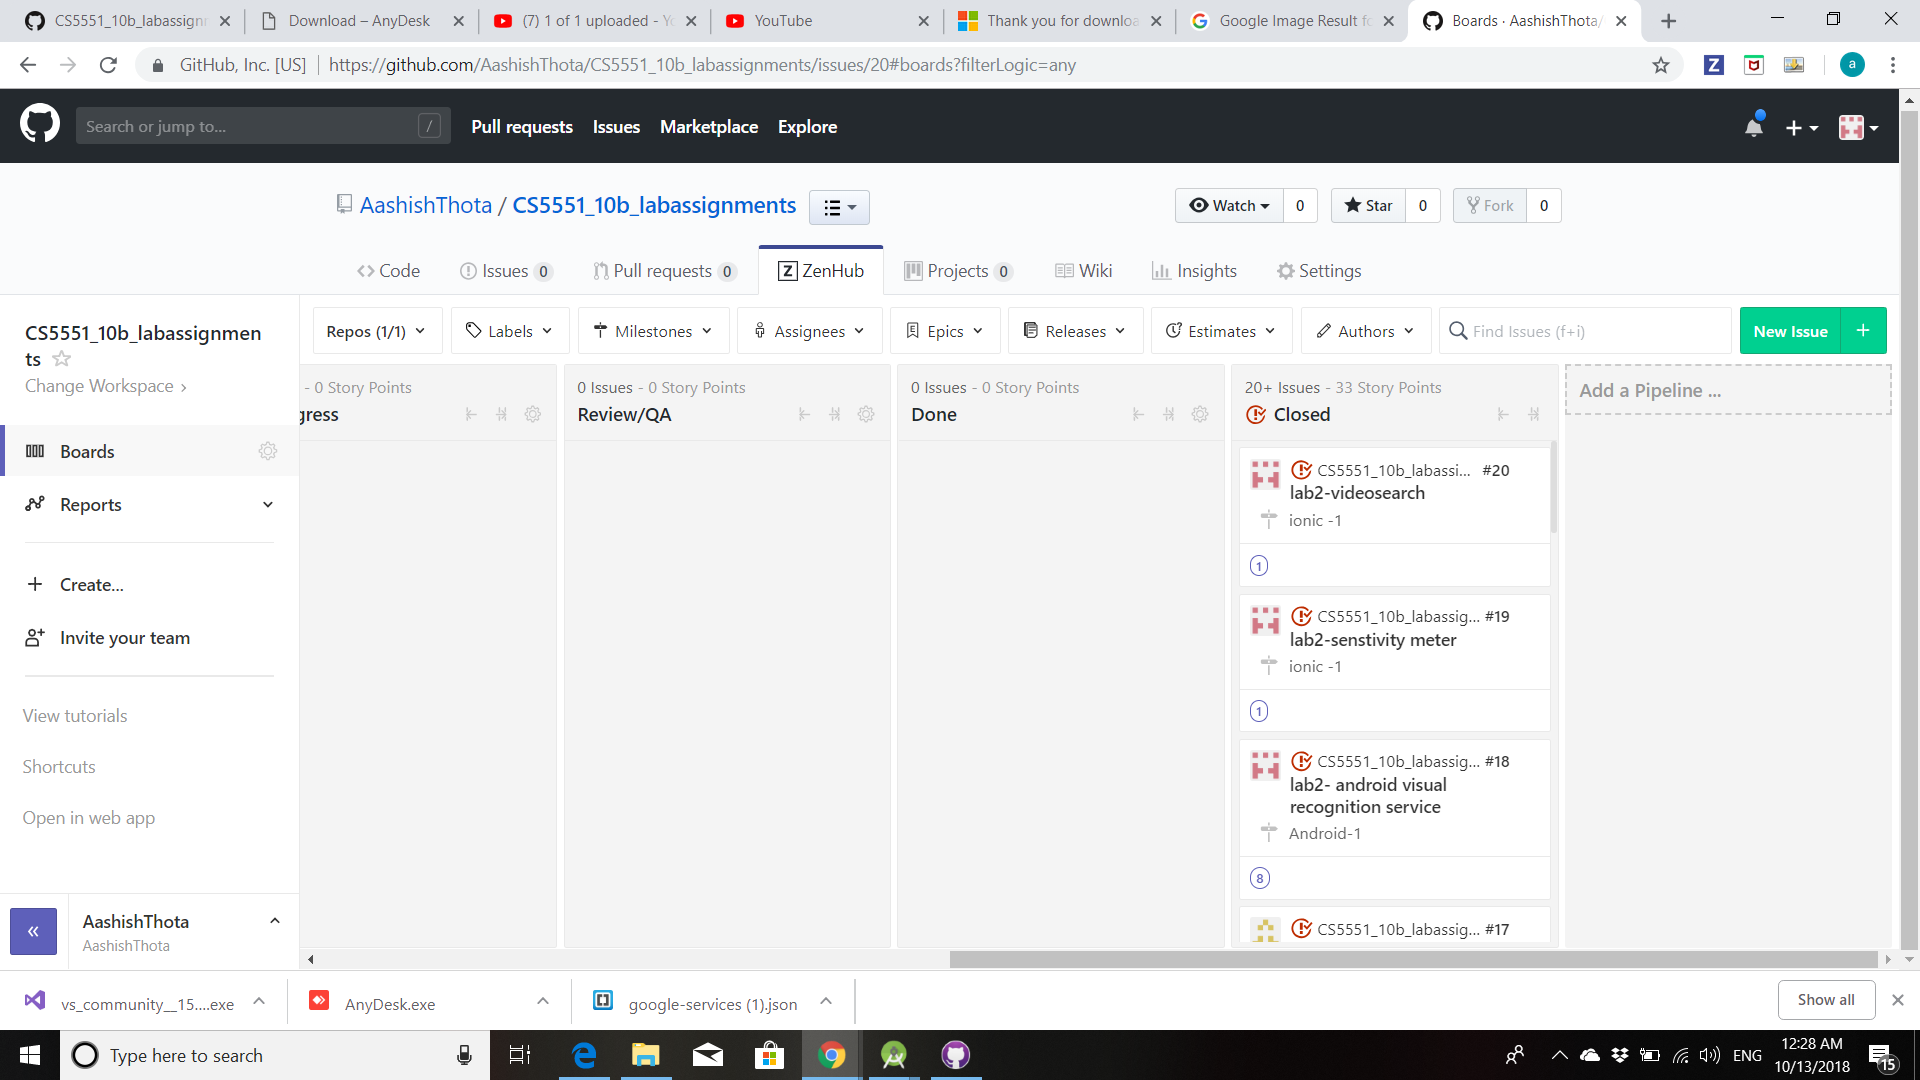 CS5551_10b_labassignm
Download – AnyDesk
(7) 1 of 1 uploaded - Yo
YouTube
Thank you for downloa
Google Image Result fo
Boards · AashishThota/
GitHub, Inc. [US]
https://github.com/AashishThota/CS5551_10b_labassignments/issues/20#boards?filterLogic=any
Z
a
Search or jump to...
/
Pull requests
Issues
Marketplace
Explore
AashishThota / CS5551_10b_labassignments
Watch
0
Star
0
Fork
0
Code
Issues 0
Pull requests 0
Z ZenHub
Projects 0
Wiki
Insights
Settings
CS5551_10b_labassignmen
ts
Change Workspace
Boards
Reports
Create...
Invite your team
View tutorials
Shortcuts
Open in web app
AashishThota
AashishThota
Repos (1/1)
Labels
Milestones
Assignees
Epics
Releases
Estimates
Authors
Find Issues (f+i)
New Issue
- 0 Story Points
gress
0 Issues - 0 Story Points
Review/QA
0 Issues - 0 Story Points
Done
20+ Issues - 33 Story Points
Closed
Add a Pipeline ...
CS5551_10b_labassi... #20
lab2-videosearch
ionic -1
1
CS5551_10b_labassig... #19
lab2-senstivity meter
ionic -1
1
CS5551_10b_labassig... #18
lab2- android visual
recognition service
Android-1
8
CS5551_10b_labassig... #17
vs_community__15....exe
AnyDesk.exe
google-services (1).json
Show all
Type here to search
ENG
12:28 AM
10/13/2018
15